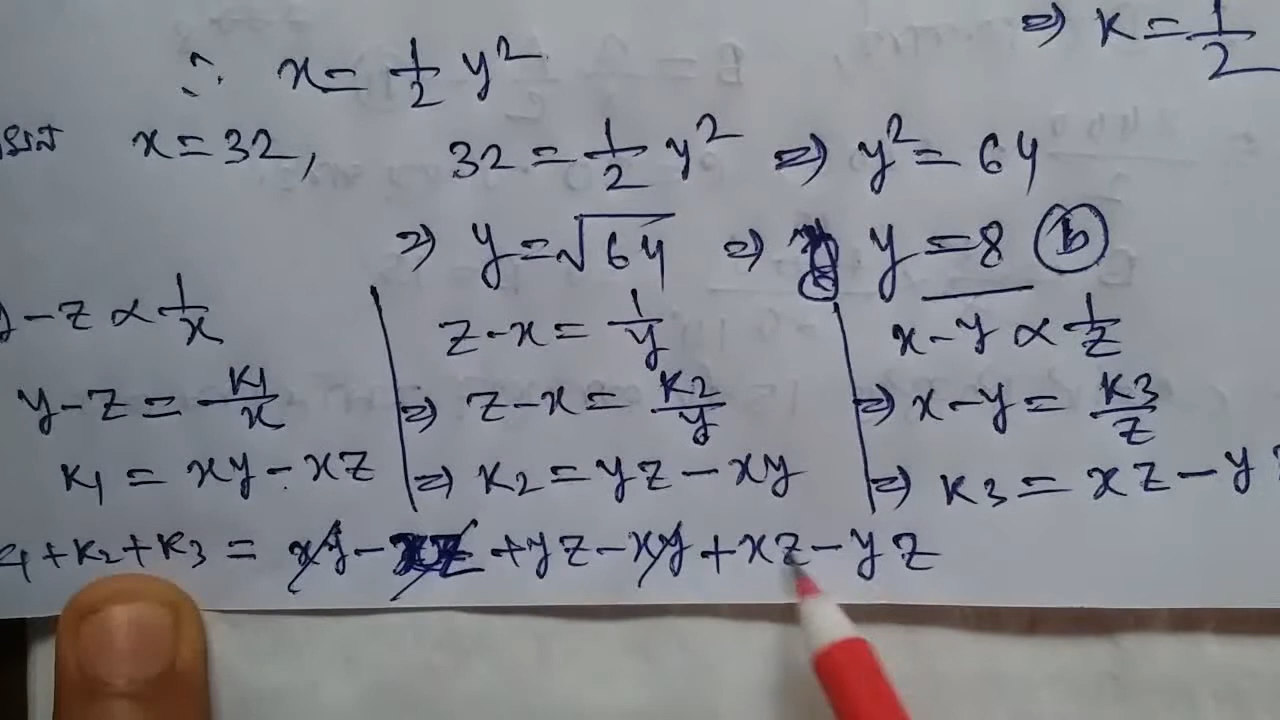 ⇒ K = 1/2
∴ x = 1/2 y²
x = 32, 32 = 1/2 y² ⇒ y² = 64
⇒ y = √64 ⇒ y = 8 ⓑ
- z ∝ 1/x | z - x = 1/y | x - y ∝ 1/z
y - z = K₁/x | ⇒ z - x = K₂/y | ⇒ x - y = K₃/z
K₁ = xy - xz | ⇒ K₂ = yz - xy | ⇒ K₃ = xz - y
+ K₂ + K₃ = xy - xz + yz - xy + xz - yz